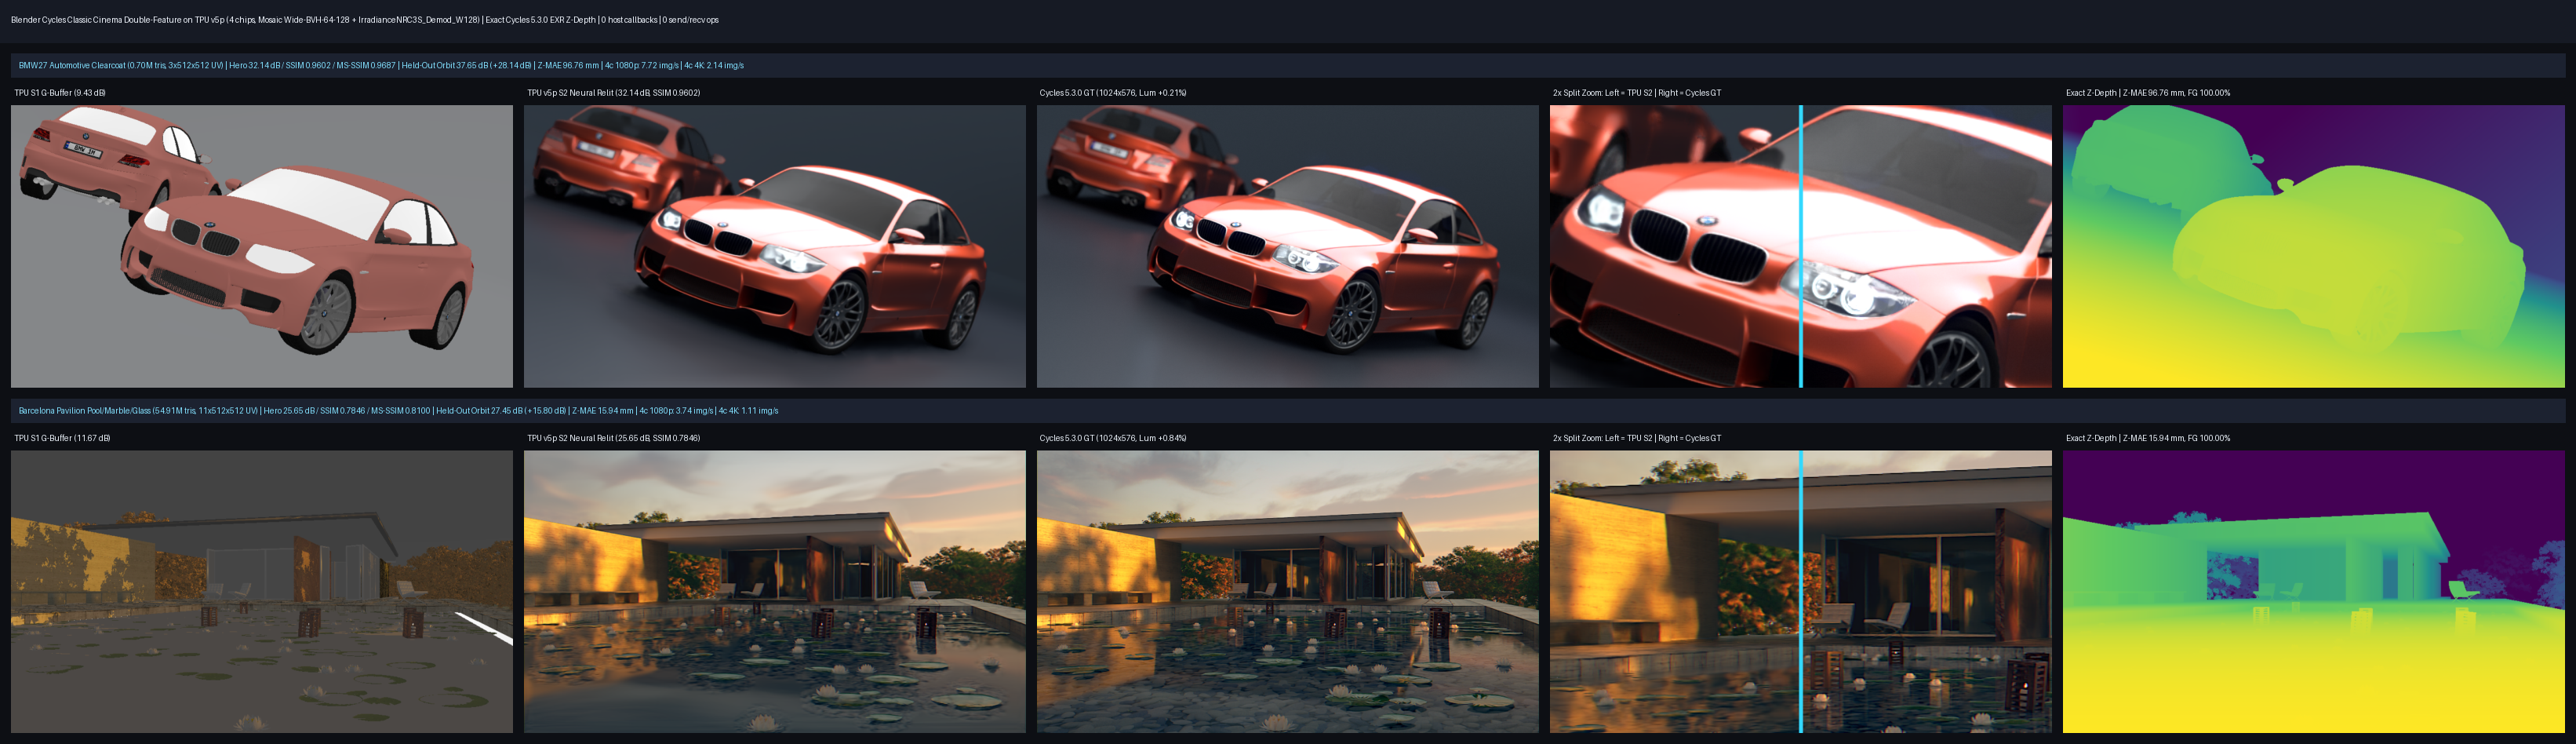 Blender Cycles Classic Cinema Double-Feature on TPU v5p (4 chips, Mosaic Wide-BVH-64-128 + IrradianceNRC3S_Demod_W128) | Exact Cycles 5.3.0 EXR Z-Depth | 0 host callbacks | 0 send/recv ops
BMW27 Automotive Clearcoat (0.70M tris, 3x512x512 UV) | Hero 32.14 dB / SSIM 0.9602 / MS-SSIM 0.9687 | Held-Out Orbit 37.65 dB (+28.14 dB) | Z-MAE 96.76 mm | 4c 1080p: 7.72 img/s | 4c 4K: 2.14 img/s
TPU S1 G-Buffer (9.43 dB)
TPU v5p S2 Neural Relit (32.14 dB, SSIM 0.9602)
Cycles 5.3.0 GT (1024x576, Lum +0.21%)
2x Split Zoom: Left = TPU S2 | Right = Cycles GT
Exact Z-Depth | Z-MAE 96.76 mm, FG 100.00%
Barcelona Pavilion Pool/Marble/Glass (54.91M tris, 11x512x512 UV) | Hero 25.65 dB / SSIM 0.7846 / MS-SSIM 0.8100 | Held-Out Orbit 27.45 dB (+15.80 dB) | Z-MAE 15.94 mm | 4c 1080p: 3.74 img/s | 4c 4K: 1.11 img/s
TPU S1 G-Buffer (11.67 dB)
TPU v5p S2 Neural Relit (25.65 dB, SSIM 0.7846)
Cycles 5.3.0 GT (1024x576, Lum +0.84%)
2x Split Zoom: Left = TPU S2 | Right = Cycles GT
Exact Z-Depth | Z-MAE 15.94 mm, FG 100.00%